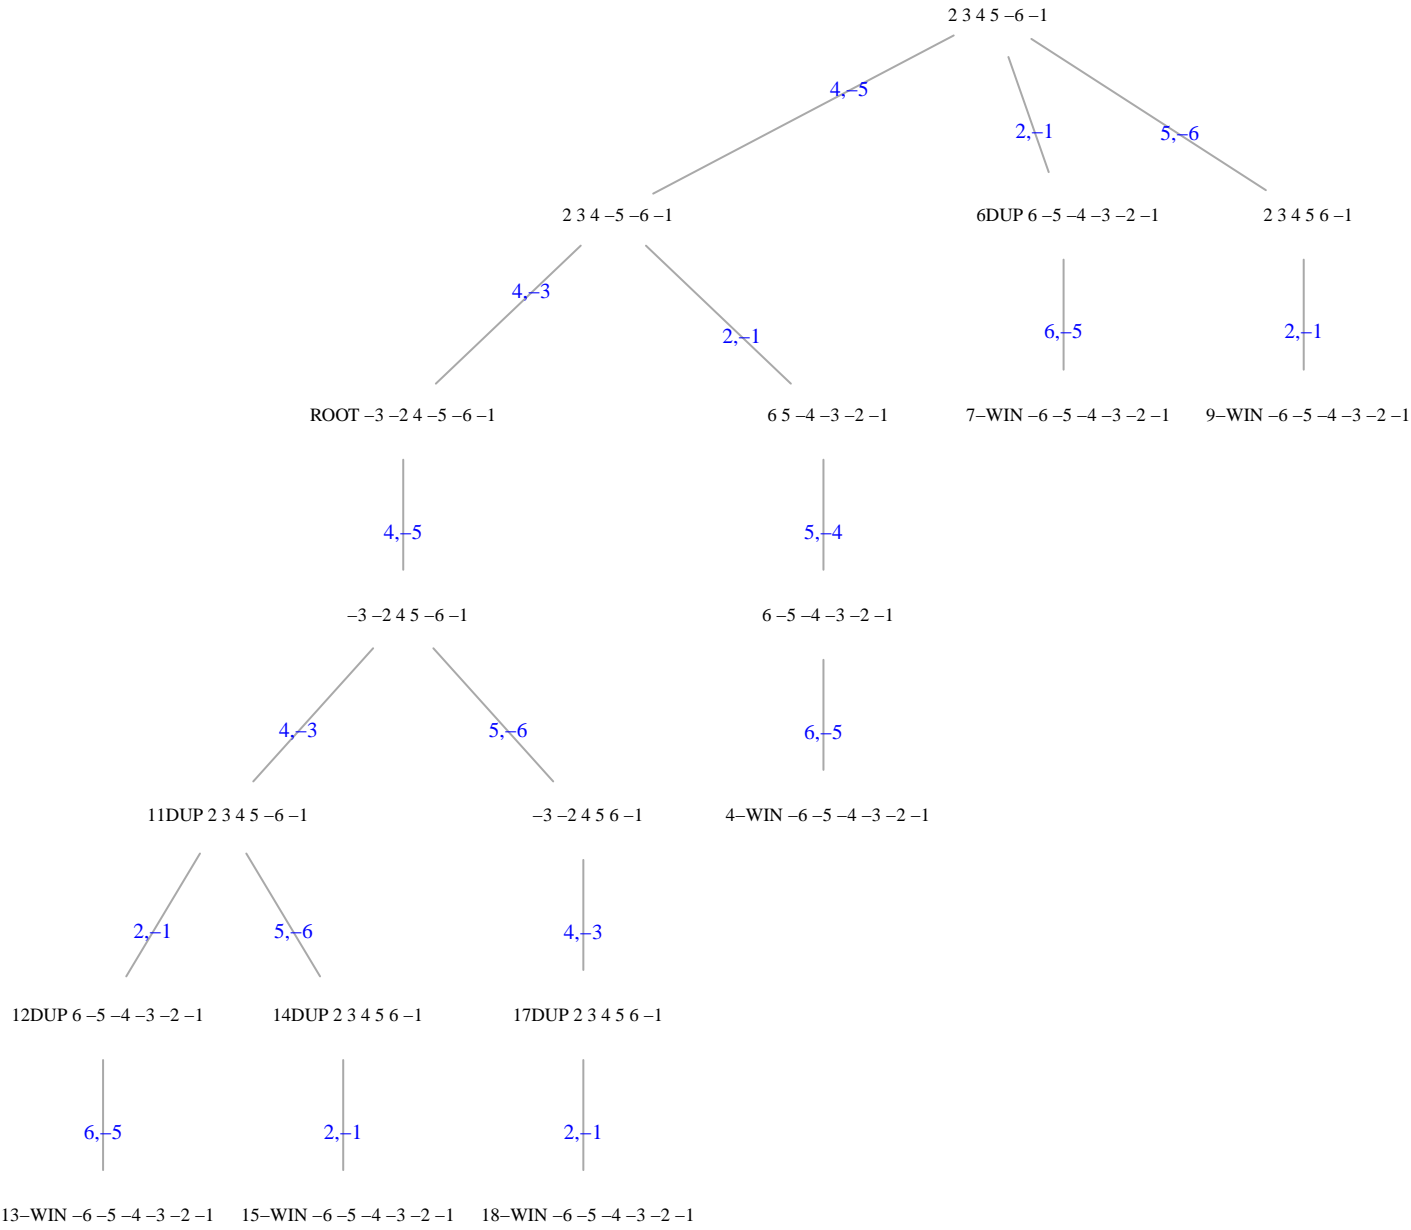 2 3 4 5 –6 –1
4,–5
2,–1
5,–6
2 3 4 –5 –6 –1
6DUP 6 –5 –4 –3 –2 –1
2 3 4 5 6 –1
4,–3
2,–1
6,–5
2,–1
ROOT –3 –2 4 –5 –6 –1
6 5 –4 –3 –2 –1
7–WIN –6 –5 –4 –3 –2 –1
9–WIN –6 –5 –4 –3 –2 –1
4,–5
5,–4
–3 –2 4 5 –6 –1
6 –5 –4 –3 –2 –1
4,–3
5,–6
6,–5
11DUP 2 3 4 5 –6 –1
–3 –2 4 5 6 –1
4–WIN –6 –5 –4 –3 –2 –1
2,–1
5,–6
4,–3
12DUP 6 –5 –4 –3 –2 –1
14DUP 2 3 4 5 6 –1
17DUP 2 3 4 5 6 –1
6,–5
2,–1
2,–1
13–WIN –6 –5 –4 –3 –2 –1
15–WIN –6 –5 –4 –3 –2 –1
18–WIN –6 –5 –4 –3 –2 –1